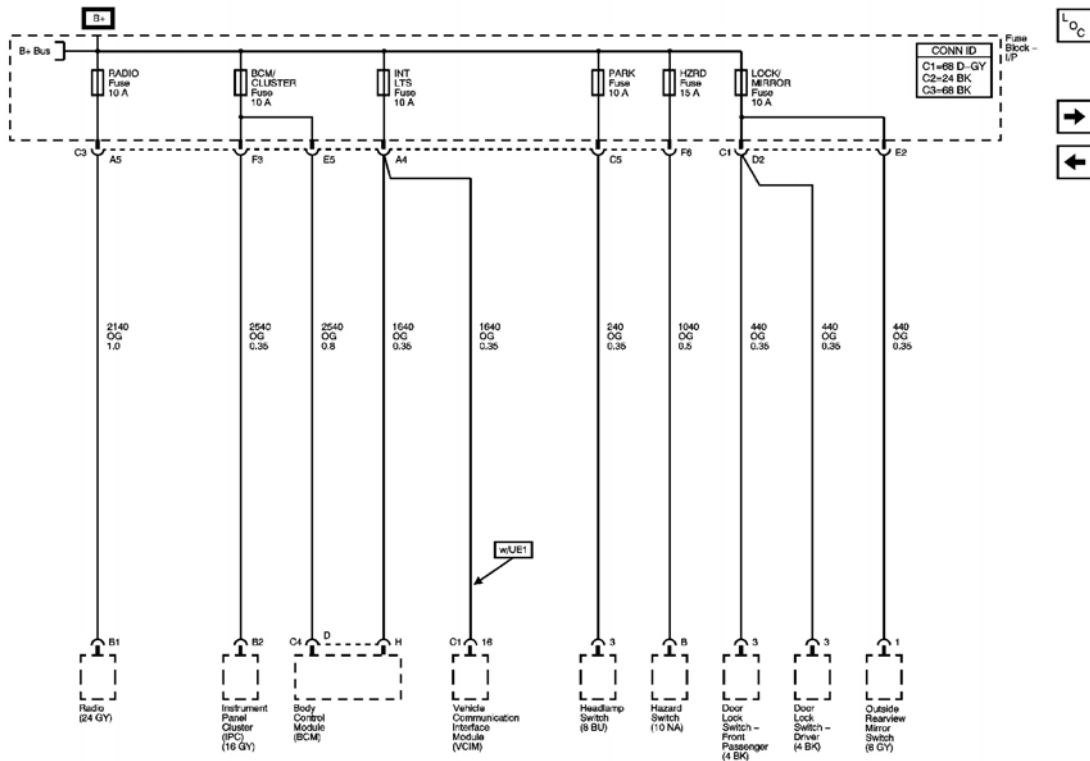 B+
L
O
C
B+ Bus
Fuse
Block –
I/P
RADIO
Fuse
10 A
BCM/
CLUSTER
Fuse
10 A
INT
LTS
Fuse
10 A
PARK
Fuse
10 A
HZRD
Fuse
15 A
LOCK/
MIRROR
Fuse
10 A
CONN ID
C1=68 D–GY
C2=24 BK
C3=68 BK
C3 A5
F3
E5
A4
C5
F6
C1 D2
E2
2140
OG
1.0
2540
OG
0.35
2540
OG
0.8
1640
OG
0.35
1640
OG
0.35
240
OG
0.35
1040
OG
0.5
440
OG
0.35
440
OG
0.35
440
OG
0.35
w/UE1
B1
B2
C4 D
H
C1 16
3
B
3
3
1
Radio
(24 GY)
Instrument
Panel
Cluster
(IPC)
(16 GY)
Body
Control
Module
(BCM)
Vehicle
Communication
Interface
Module
(VCIM)
Headlamp
Switch
(8 BU)
Hazard
Switch
(10 NA)
Door
Lock
Switch –
Front
Passenger
(4 BK)
Door
Lock
Switch –
Driver
(4 BK)
Outside
Rearview
Mirror
Switch
(8 GY)